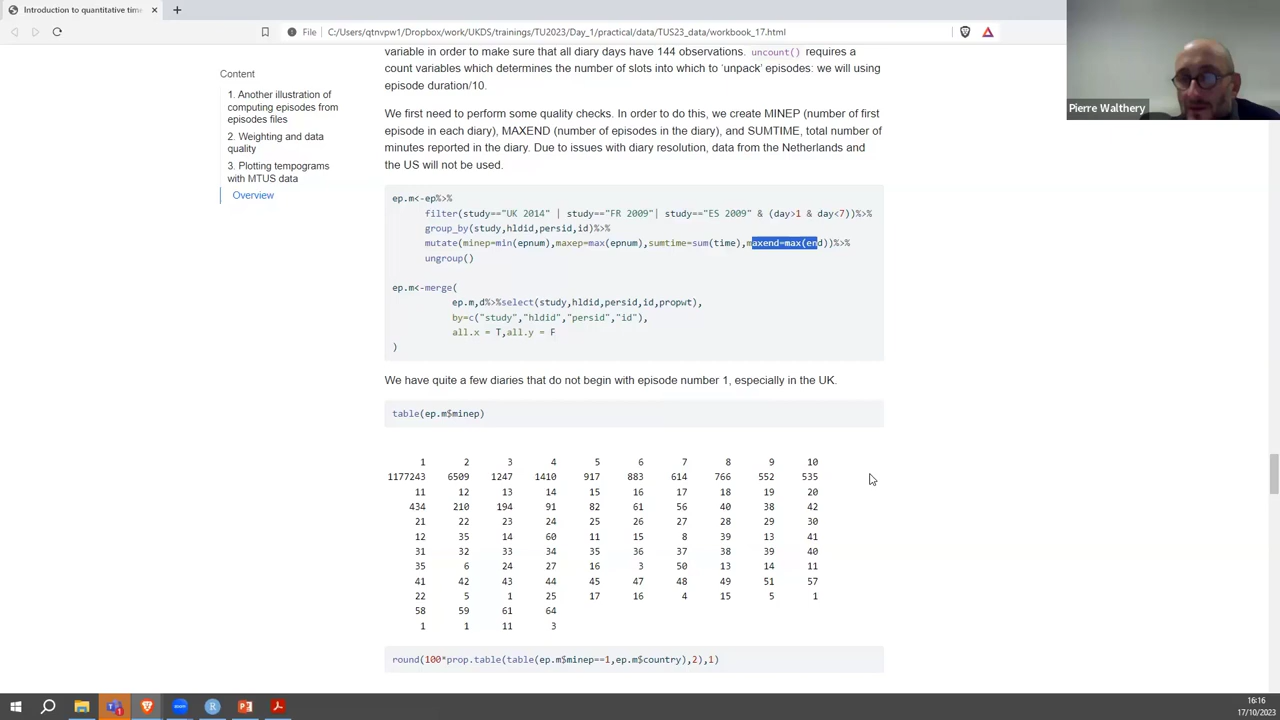 Introduction to quantitative tim
File
C:/Users/qtnvpw1/Dropbox/work/UKDS/trainings/TU2023/Day_1/practical/data/TUS23_data/workbook_17.html
Pierre Walthery
Content
1. Another illustration of
computing episodes from
episodes files
2. Weighting and data
quality
3. Plotting tempograms
with MTUS data
Overview
variable in order to make sure that all diary days have 144 observations. uncount() requires a
count variables which determines the number of slots into which to ‘unpack’ episodes: we will using
episode duration/10.
We first need to perform some quality checks. In order to do this, we create MINEP (number of first
episode in each diary), MAXEND (number of episodes in the diary), and SUMTIME, total number of
minutes reported in the diary. Due to issues with diary resolution, data from the Netherlands and
the US will not be used.
ep.m<-ep%>%
filter(study=="UK 2014" | study=="FR 2009"| study=="ES 2009" & (day>1 & day<7))%>%
group_by(study,hldid,persid,id)%>%
mutate(minep=min(epnum),maxep=max(epnum),sumtime=sum(time),maxend=max(end))%>%
ungroup()
ep.m<-merge(
ep.m,d%>%select(study,hldid,persid,id,propwt),
by=c("study","hldid","persid","id"),
all.x = T,all.y = F
)
We have quite a few diaries that do not begin with episode number 1, especially in the UK.
table(ep.m$minep)
1 2 3 4 5 6 7 8 9 10
1177243 6509 1247 1410 917 883 614 766 552 535
11 12 13 14 15 16 17 18 19 20
434 210 194 91 82 61 56 40 38 42
21 22 23 24 25 26 27 28 29 30
12 35 14 60 11 15 8 39 13 41
31 32 33 34 35 36 37 38 39 40
35 6 24 27 16 3 50 13 14 11
41 42 43 44 45 47 48 49 51 57
22 5 1 25 17 16 4 15 5 1
58 59 61 64
1 1 11 3
round(100*prop.table(table(ep.m$minep==1,ep.m$country),2),1)
16:16
17/10/2023